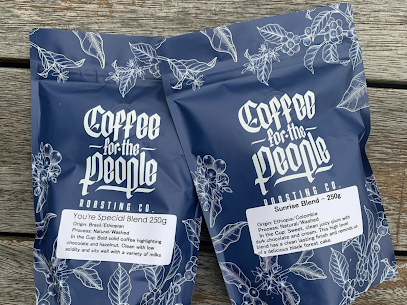 Coffee
for the
People
ROASTING CO.
You're Special Blend 250g
Origin: Brasil/Ethiopian
Process: Natural/Washed
In the Cup: Bold solid coffee highlighting
chocolate and hazelnut. Clean with low
acidity and sits well with a variety of milks
Coffee
for the
People
ROASTING CO.
Sunrise Blend - 250g
Origin: Ethiopia/Colombia
Process: Natural/Washed
In the Cup: Sweet, clean juicy plum with
dark chocolate and cream. This high level
blend has a clean lasting finish and reminds us
of a delicious black forest cake.